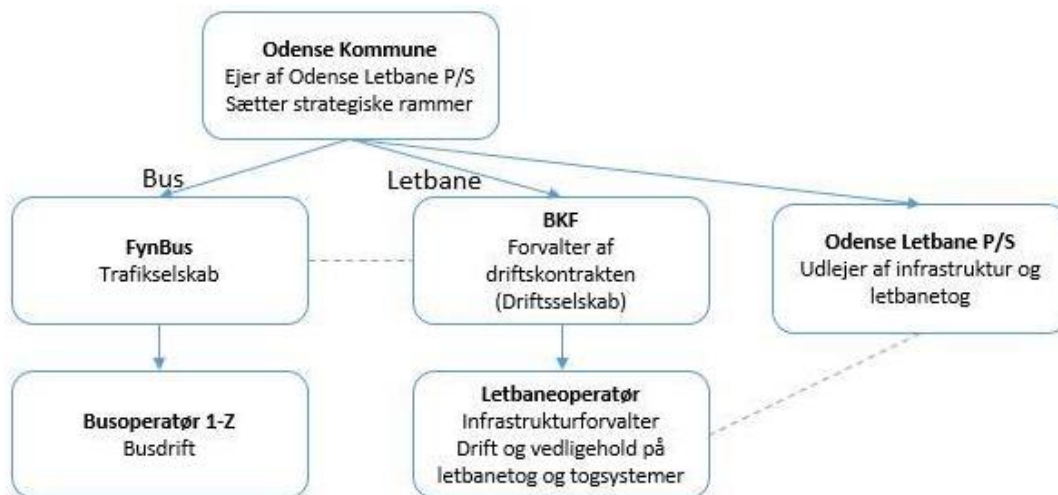 Odense Kommune
Ejer af Odense Letbane P/S
Sætter strategiske rammer
Bus
Letbane
FynBus
Trafikselskab
BKF
Forvalter af
driftskontrakten
(Driftsselskab)
Odense Letbane P/S
Udlejer af infrastruktur og
letbanetog
Busoperatør 1-Z
Busdrift
Letbaneoperatør
Infrastrukturforvalter
Drift og vedligehold på
letbanetog og togsystemer